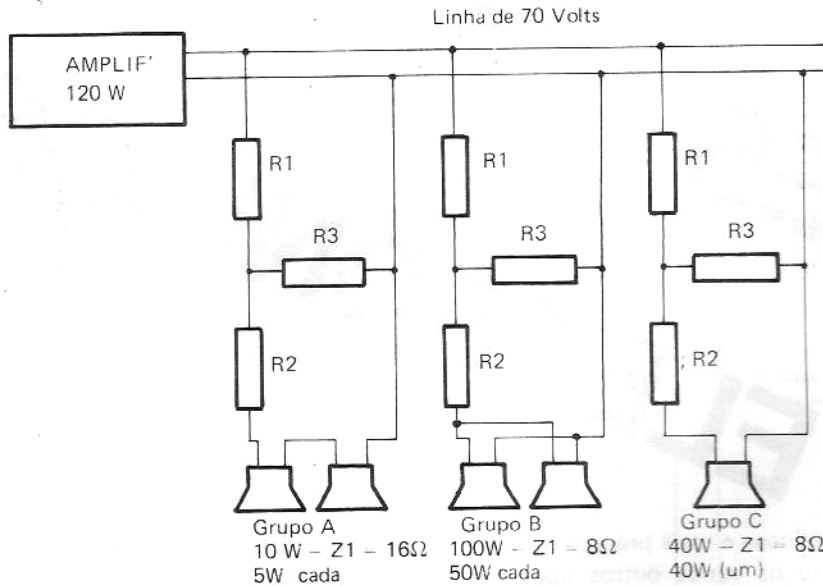 Linha de 70 Volts
AMPLIF'
120 W
R1
R3
R2
R1
R3
R2
R1
R3
; R2
Grupo A
10 W – Z1 – 16Ω
5W cada
Grupo B
100W – Z1 – 8Ω
50W cada
Grupo C
40W – Z1 – 8Ω
40W (um)